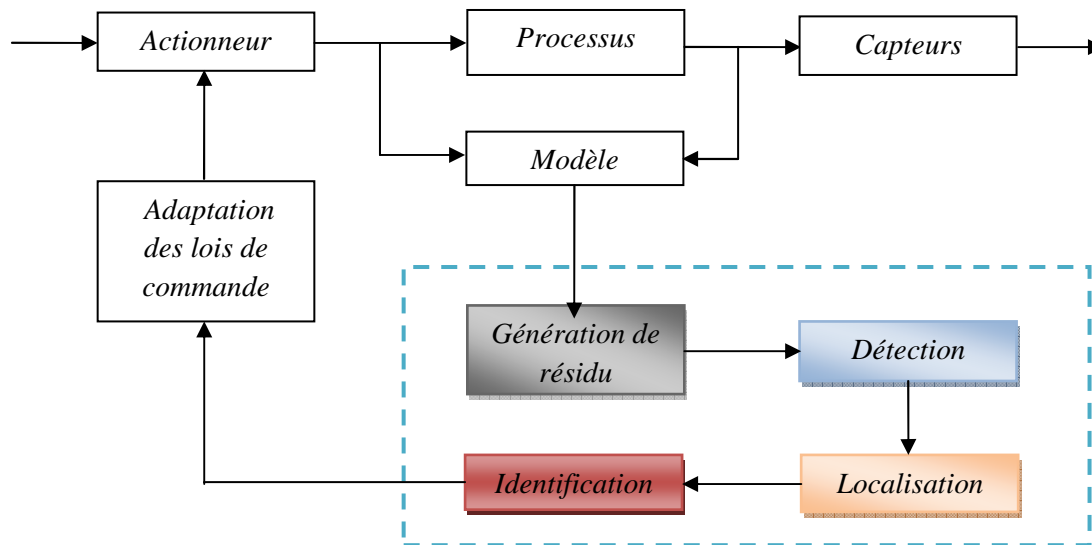 Actionneur
Processus
Capteurs
Modèle
Adaptation
des lois de
commande
Génération de
résidu
Détection
Identification
Localisation